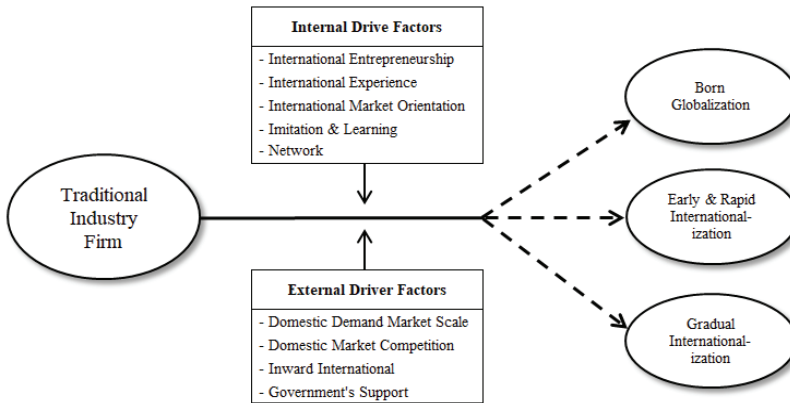 Internal Drive Factors
- International Entrepreneurship
- International Experience
- International Market Orientation
- Imitation & Learning
- Network
Traditional
Industry
Firm
External Driver Factors
- Domestic Demand Market Scale
- Domestic Market Competition
- Inward International
- Government's Support
Born
Globalization
Early & Rapid
International-
ization
Gradual
International-
ization